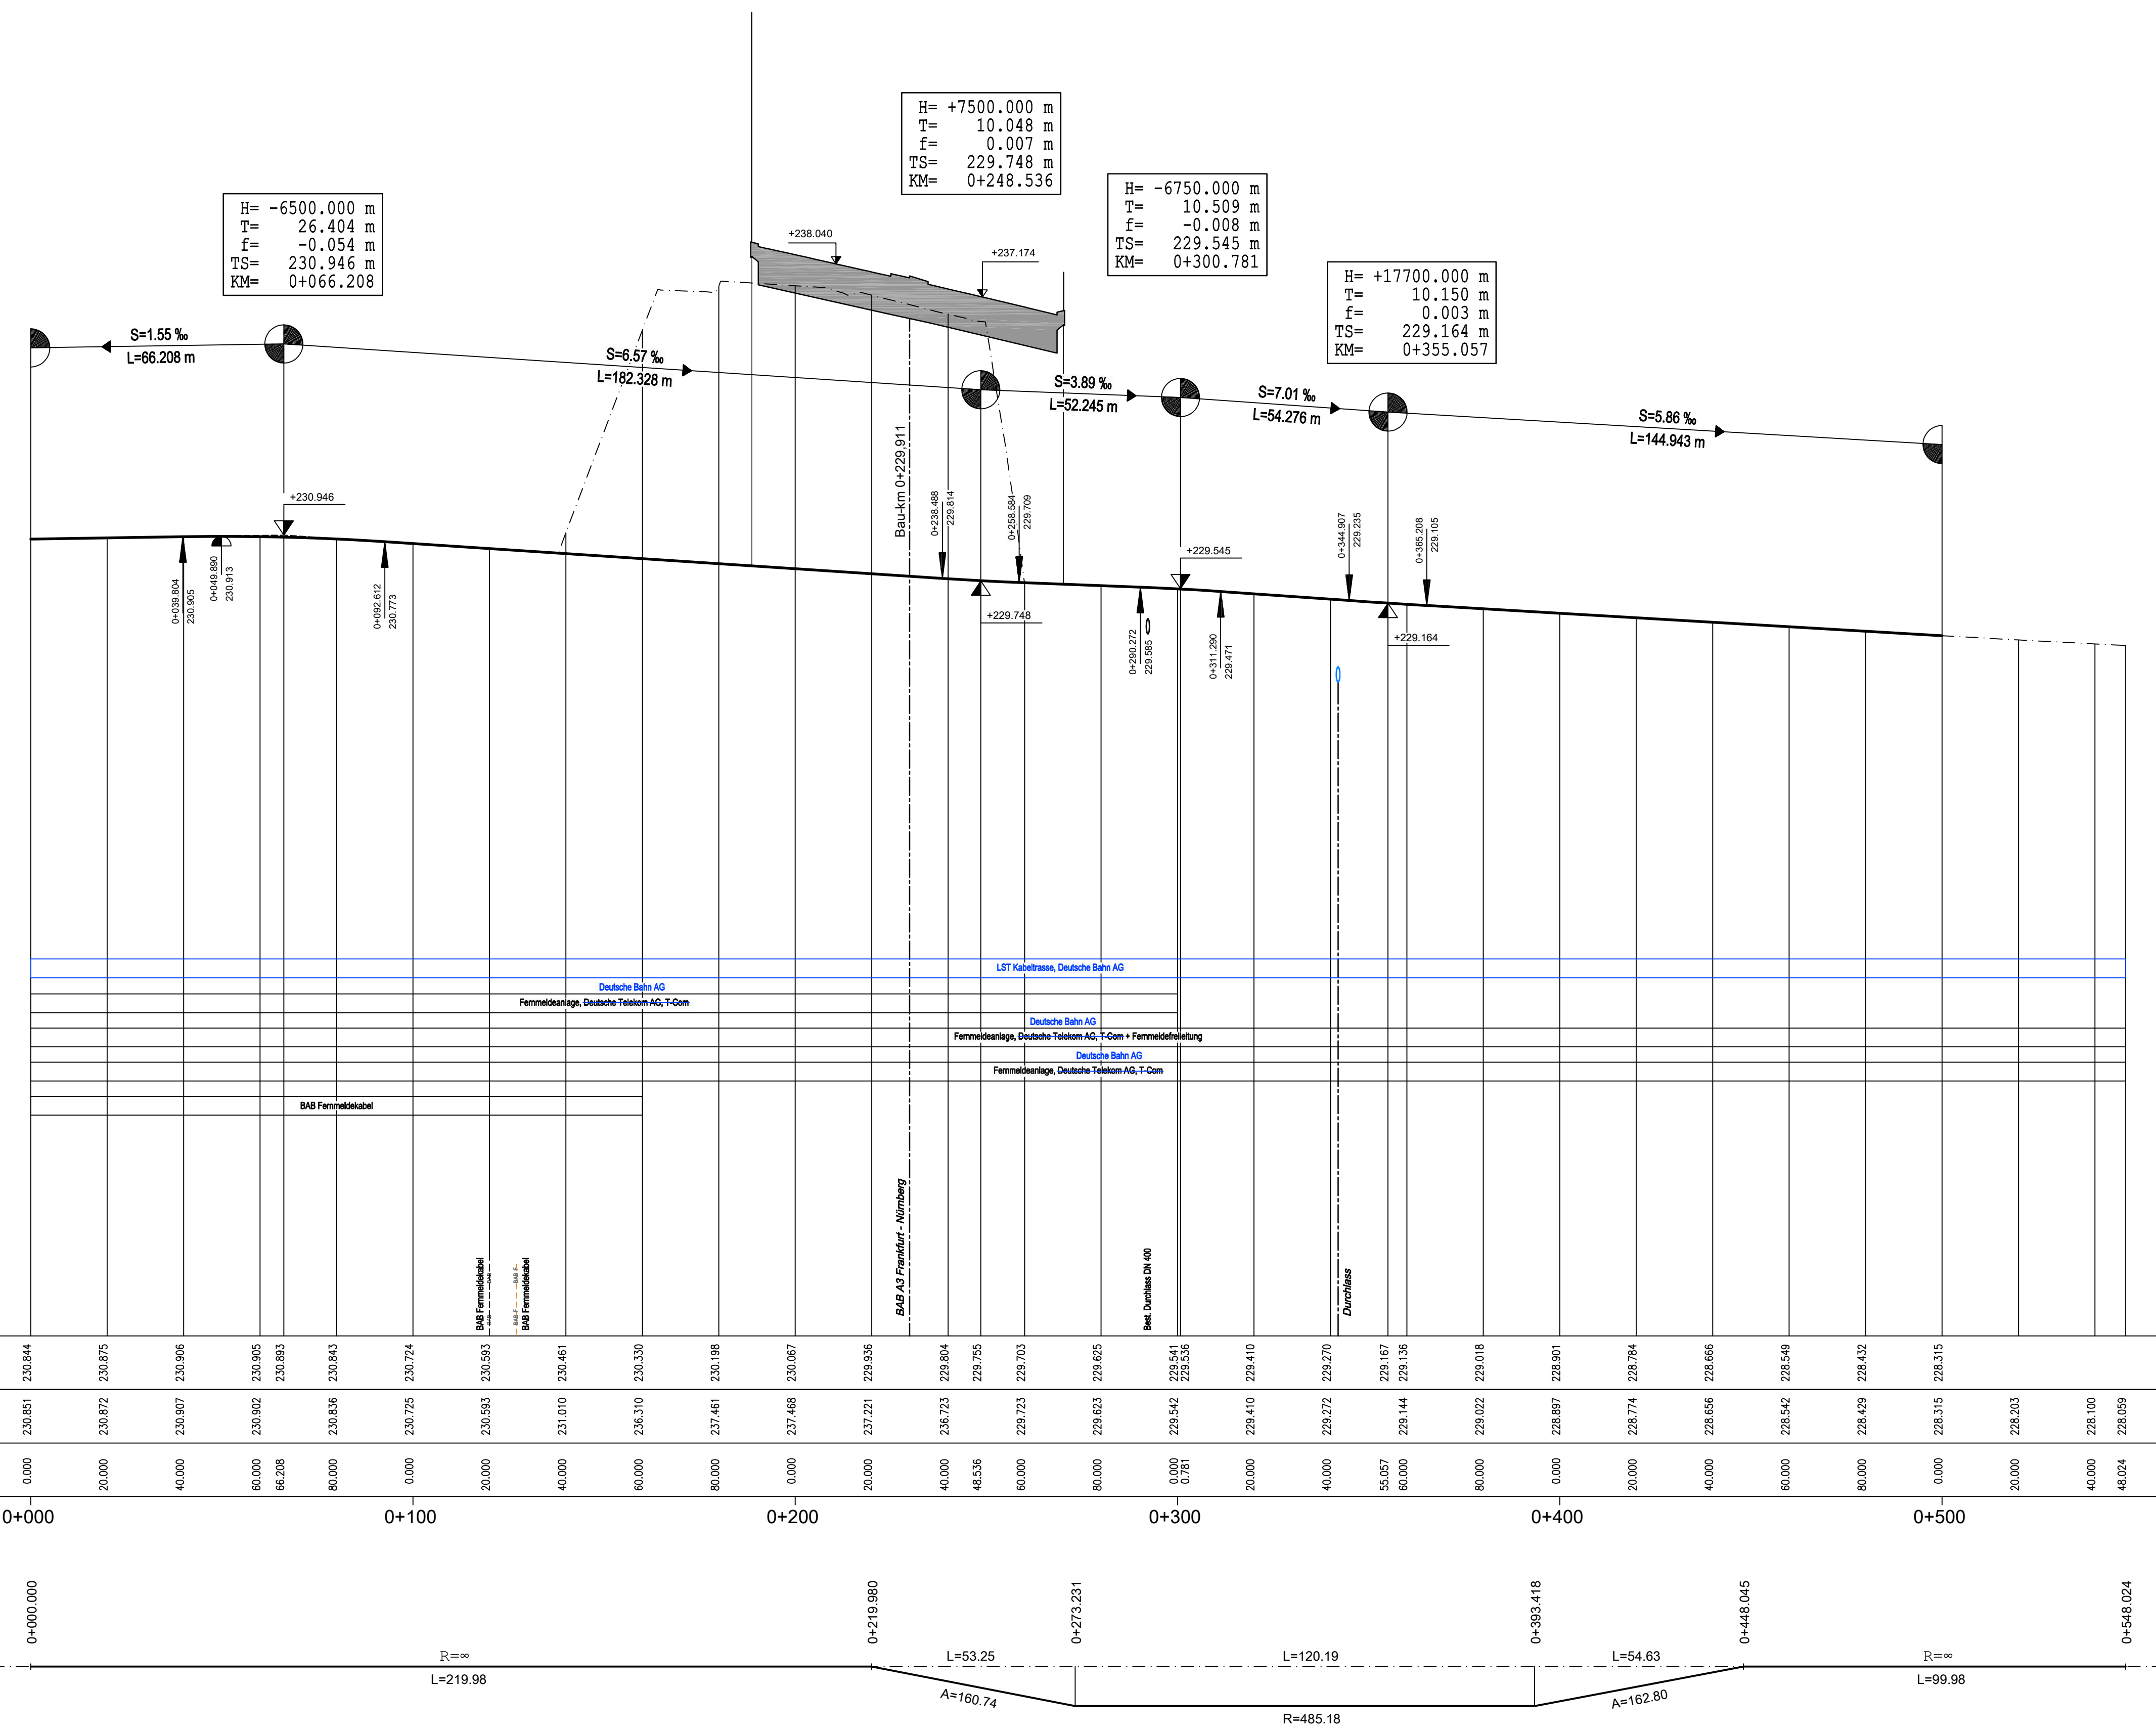 H= +7500.000 m
T= 10.048 m
f= 0.007 m
TS= 229.748 m
KM= 0+248.536
H= -6750.000 m
T= 10.509 m
f= -0.008 m
TS= 229.545 m
KM= 0+300.781
H= -6500.000 m
T= 26.404 m
f= -0.054 m
TS= 230.946 m
KM= 0+066.208
H= +17700.000 m
T= 10.150 m
f= 0.003 m
TS= 229.164 m
KM= 0+355.057
+238.040
+237.174
S=1.55 ‰
L=66.208 m
S=6.57 ‰
L=182.328 m
S=3.89 ‰
L=52.245 m
S=7.01 ‰
L=54.276 m
S=5.86 ‰
L=144.943 m
Bau-km 0+229,911
+230.946
0+039.804
230.905
0+049.890
230.913
0+092.612
230.773
0+238.488
229.814
0+258.584
229.709
+229.748
+229.545
0+290.272
229.585
0+311.290
229.471
0+344.907
229.235
0+365.208
229.105
+229.164
LST Kabeltrasse, Deutsche Bahn AG
Deutsche Bahn AG
Fernmeldeanlage, Deutsche Telekom AG, T-Com
Deutsche Bahn AG
Fernmeldeanlage, Deutsche Telekom AG, T-Com + Fernmeldefreileitung
Deutsche Bahn AG
Fernmeldeanlage, Deutsche Telekom AG, T-Com
BAB Fernmeldekabel
BAB Fernmeldekabel
BAB F
BAB F
BAB Fernmeldekabel
BAB A3 Frankfurt - Nürnberg
Best. Durchlass DN 400
Durchlass
230.844 230.875 230.906 230.905 230.893 230.843 230.724 230.593 230.461 230.330 230.198 230.067 229.936 229.804 229.755 229.703 229.625 229.541 229.536 229.410 229.270 229.167 229.136 229.018 228.901 228.784 228.666 228.549 228.432 228.315
230.851 230.872 230.907 230.902 230.836 230.725 230.593 231.010 236.310 237.461 237.468 237.221 236.723 229.723 229.623 229.542 229.410 229.272 229.144 229.022 228.897 228.774 228.656 228.542 228.429 228.315 228.203 228.100 228.059
0.000 20.000 40.000 60.000 66.208 80.000 0.000 20.000 40.000 60.000 80.000 0.000 20.000 40.000 48.536 60.000 80.000 0.000 0.781 20.000 40.000 55.057 60.000 80.000 0.000 20.000 40.000 60.000 80.000 0.000 20.000 40.000 48.024
0+000 0+100 0+200 0+300 0+400 0+500
0+000.000 0+219.980 0+273.231 0+393.418 0+448.045 0+548.024
R=∞
L=219.98
L=53.25
A=160.74
L=120.19
R=485.18
L=54.63
A=162.80
R=∞
L=99.98